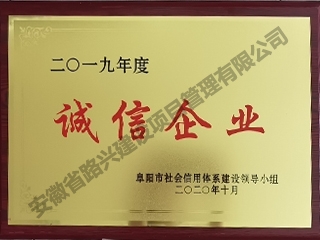 二〇一九年度
诚信企业
阜阳市社会信用体系建设领导小组
二〇二〇年十月
安徽省路兴建设项目管理有限公司